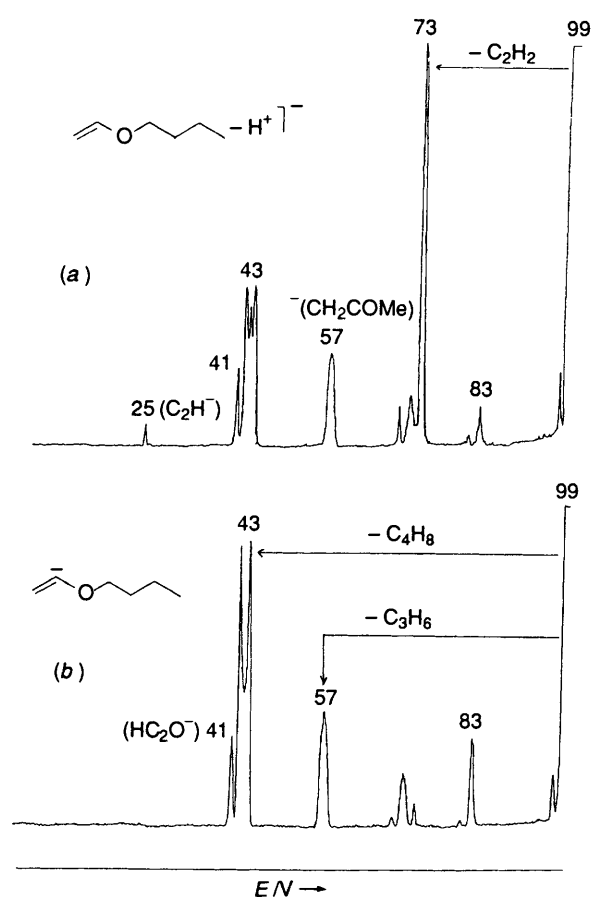 73
99
– C₂H₂
O
– H⁺ ]⁻
(a)
43
⁻(CH₂COMe)
57
41
83
25 (C₂H⁻)
99
43
– C₄H₈
–
O
– C₃H₆
(b)
57
83
(HC₂O⁻) 41
E/V →